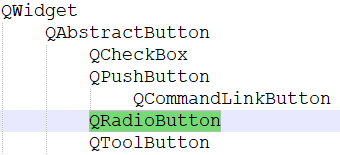 QWidget
QAbstractButton
QCheckBox
QPushButton
QCommandLinkButton
QRadioButton
QToolButton